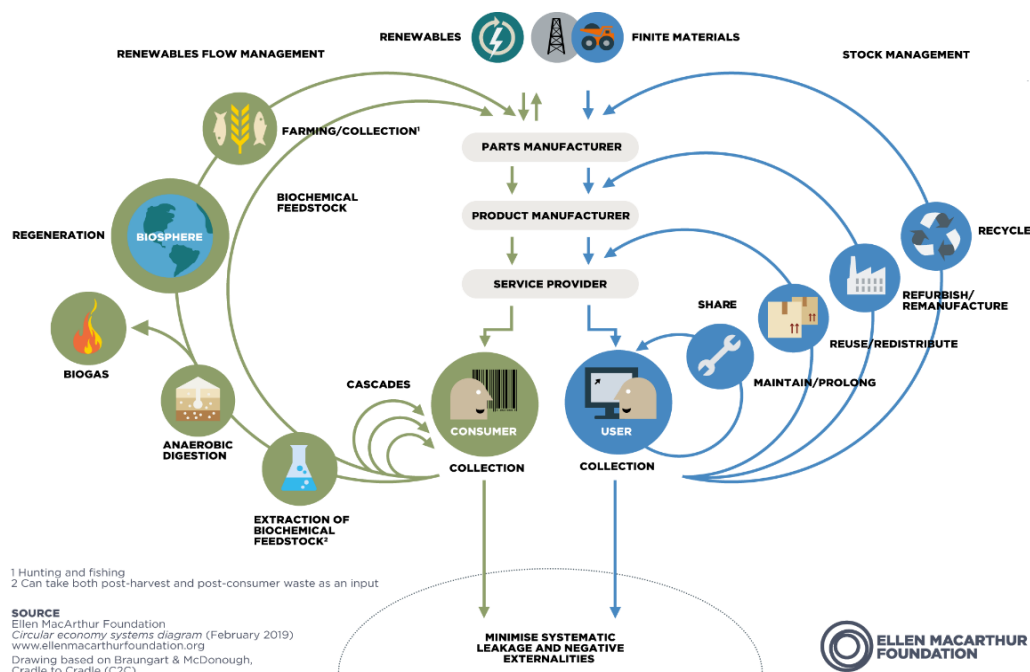 RENEWABLES
FINITE MATERIALS
RENEWABLES FLOW MANAGEMENT
STOCK MANAGEMENT
FARMING/COLLECTION¹
PARTS MANUFACTURER
BIOCHEMICAL
FEEDSTOCK
PRODUCT MANUFACTURER
REGENERATION
BIOSPHERE
RECYCLE
SERVICE PROVIDER
SHARE
REFURBISH/
REMANUFACTURE
REUSE/REDISTRIBUTE
BIOGAS
CASCADES
MAINTAIN/PROLONG
CONSUMER
USER
ANAEROBIC
DIGESTION
COLLECTION
COLLECTION
EXTRACTION OF
BIOCHEMICAL
FEEDSTOCK²
1 Hunting and fishing
2 Can take both post-harvest and post-consumer waste as an input
SOURCE
Ellen MacArthur Foundation
Circular economy systems diagram (February 2019)
www.ellenmacarthurfoundation.org
Drawing based on Braungart & McDonough,
Cradle to Cradle (C2C)
MINIMISE SYSTEMATIC
LEAKAGE AND NEGATIVE
EXTERNALITIES
ELLEN MACARTHUR
FOUNDATION